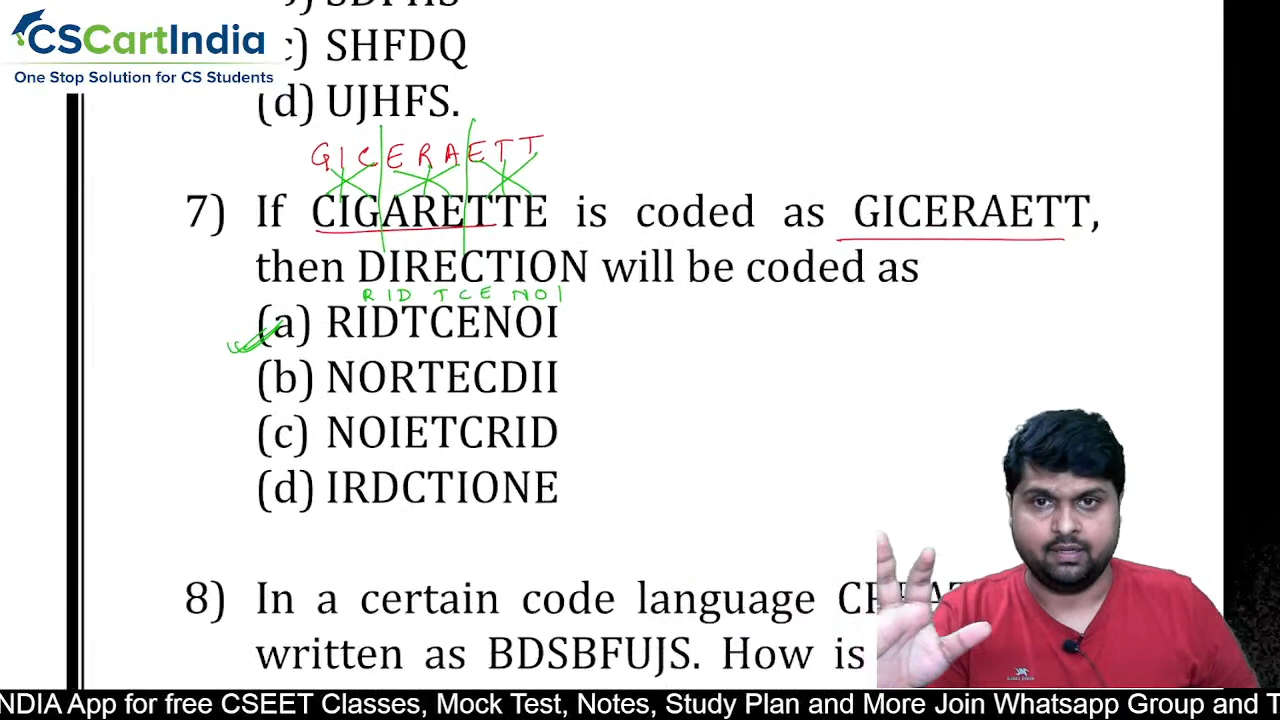 CSCartIndia
One Stop Solution for CS Students
SHFDQ
(d) UJHFS.
GICERAETT
7) If CIGARETTE is coded as GICERAETT,
then DIRECTION will be coded as
RID TCE NOI
(a) RIDTCENOI
(b) NORTECDII
(c) NOIETCRID
(d) IRDCTIONE
8) In a certain code language
written as BDSBFUJS. How is
INDIA App for free CSEET Classes, Mock Test, Notes, Study Plan and More Join Whatsapp Group and